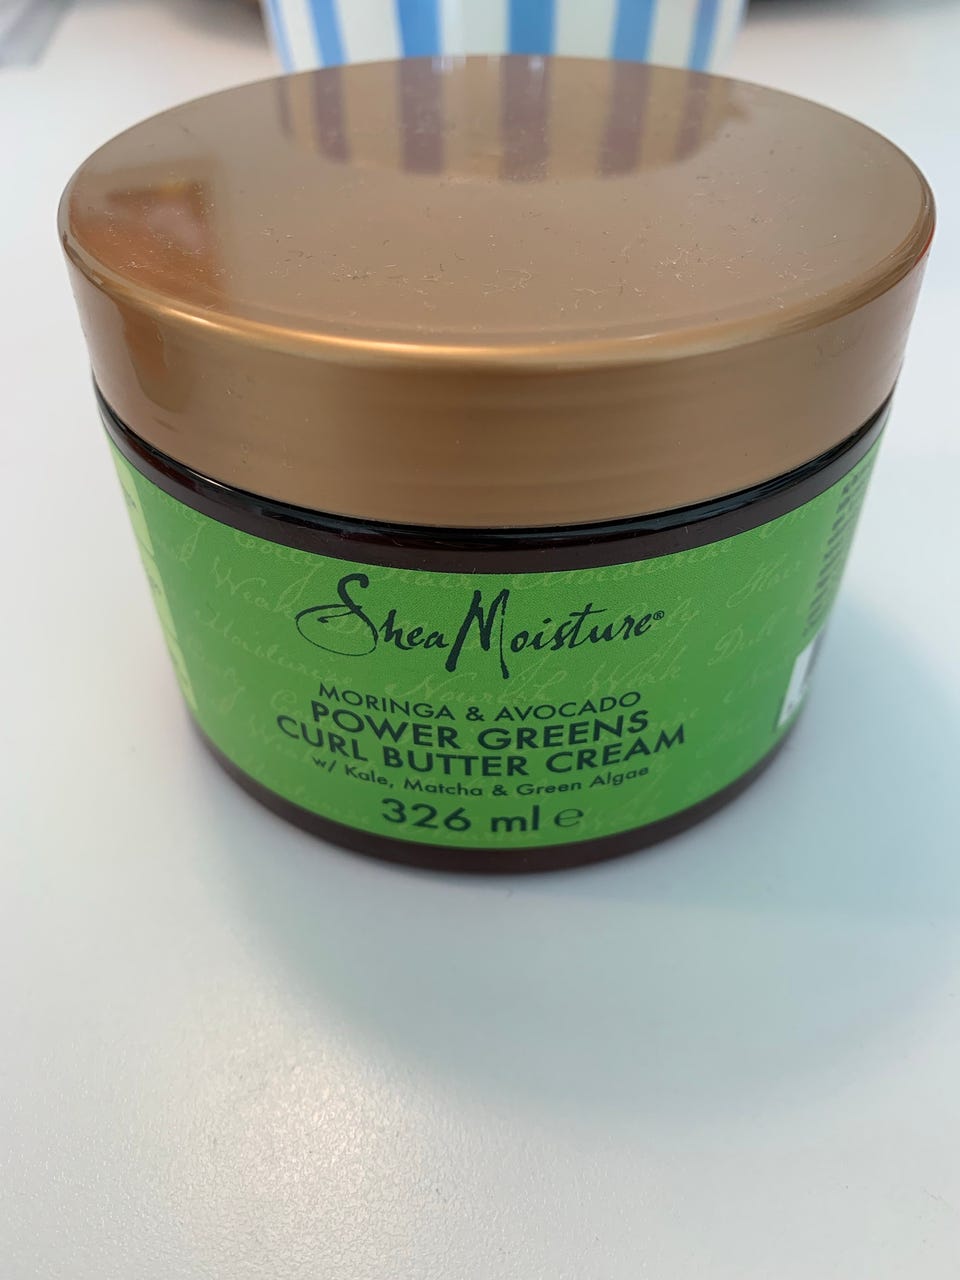 SheaMoisture®
MORINGA & AVOCADO
POWER GREENS
CURL BUTTER CREAM
w/ Kale, Matcha & Green Algae
326 ml ℮